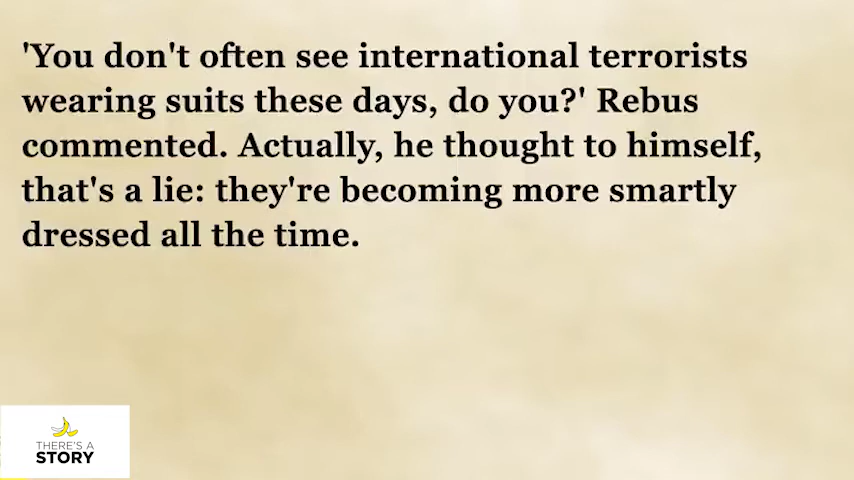 'You don't often see international terrorists
wearing suits these days, do you?' Rebus
commented. Actually, he thought to himself,
that's a lie: they're becoming more smartly
dressed all the time.
THERE'S A
STORY